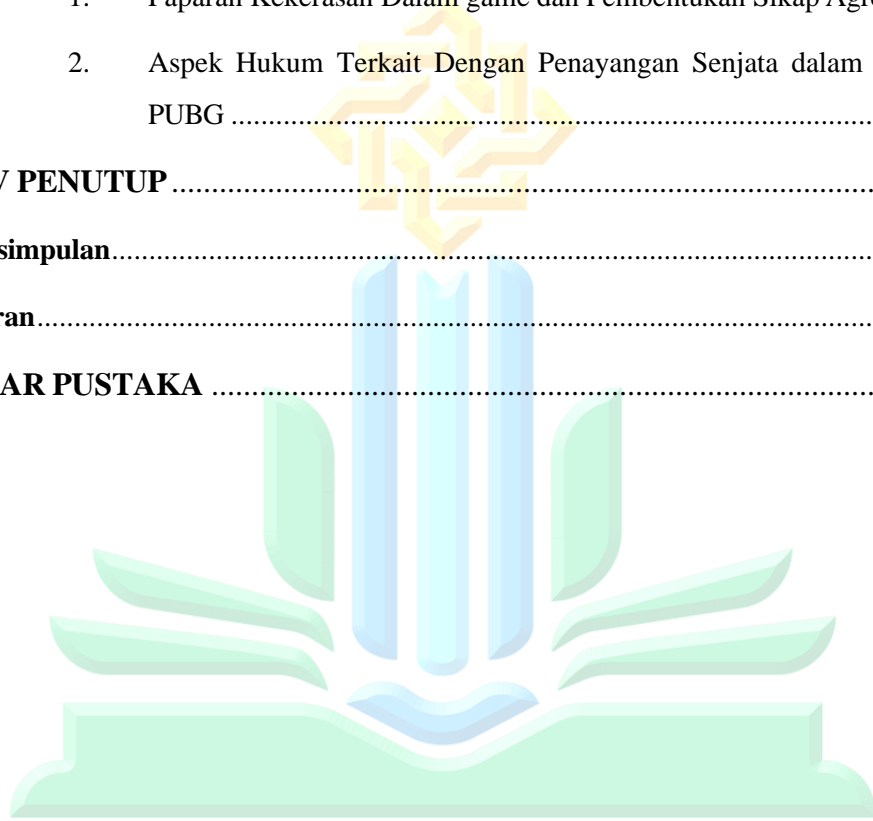 1. Paparan Kekerasan Dalam game dan Pembentukan Sikap
2. Aspek Hukum Terkait Dengan Penayangan Senjata dalam
PUBG ................................................................................
PENUTUP ........................................................................................
simpulan................................................................................................
ran.........................................................................................................
AR PUSTAKA ...................................................................................